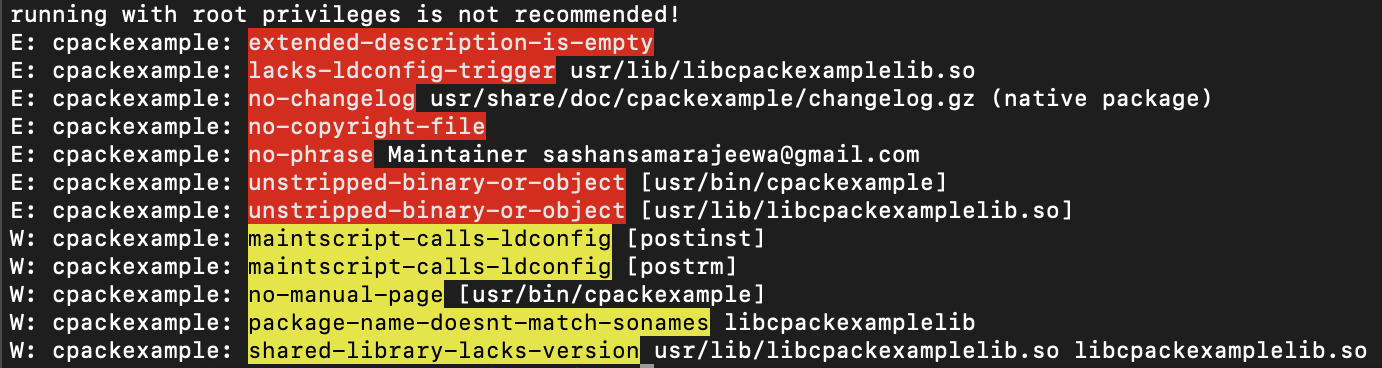 running with root privileges is not recommended!
E: cpackexample: extended-description-is-empty
E: cpackexample: lacks-ldconfig-trigger usr/lib/libcpackexamplelib.so
E: cpackexample: no-changelog usr/share/doc/cpackexample/changelog.gz (native package)
E: cpackexample: no-copyright-file
E: cpackexample: no-phrase Maintainer sashansamarajeewa@gmail.com
E: cpackexample: unstripped-binary-or-object [usr/bin/cpackexample]
E: cpackexample: unstripped-binary-or-object [usr/lib/libcpackexamplelib.so]
W: cpackexample: maintscript-calls-ldconfig [postinst]
W: cpackexample: maintscript-calls-ldconfig [postrm]
W: cpackexample: no-manual-page [usr/bin/cpackexample]
W: cpackexample: package-name-doesnt-match-sonames libcpackexamplelib
W: cpackexample: shared-library-lacks-version usr/lib/libcpackexamplelib.so libcpackexamplelib.so